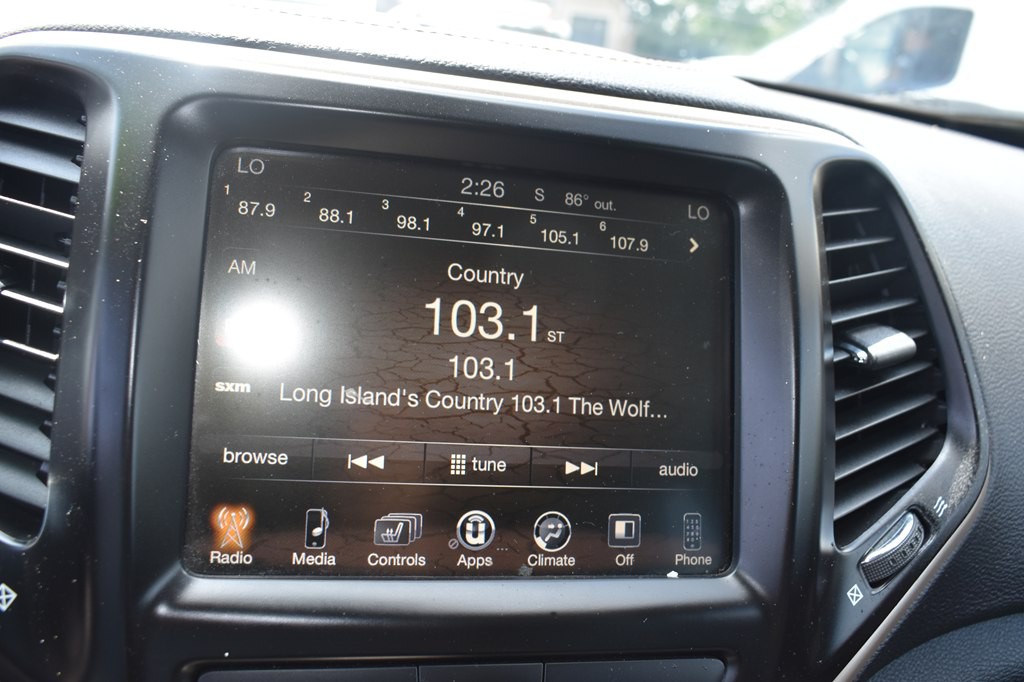 LO 2:26 S 86° out. LO
1 87.9 2 88.1 3 98.1 4 97.1 5 105.1 6 107.9
AM
Country
103.1 ST
103.1
sxm
Long Island's Country 103.1 The Wolf...
browse tune audio
Radio Media Controls Apps ... Climate Off Phone